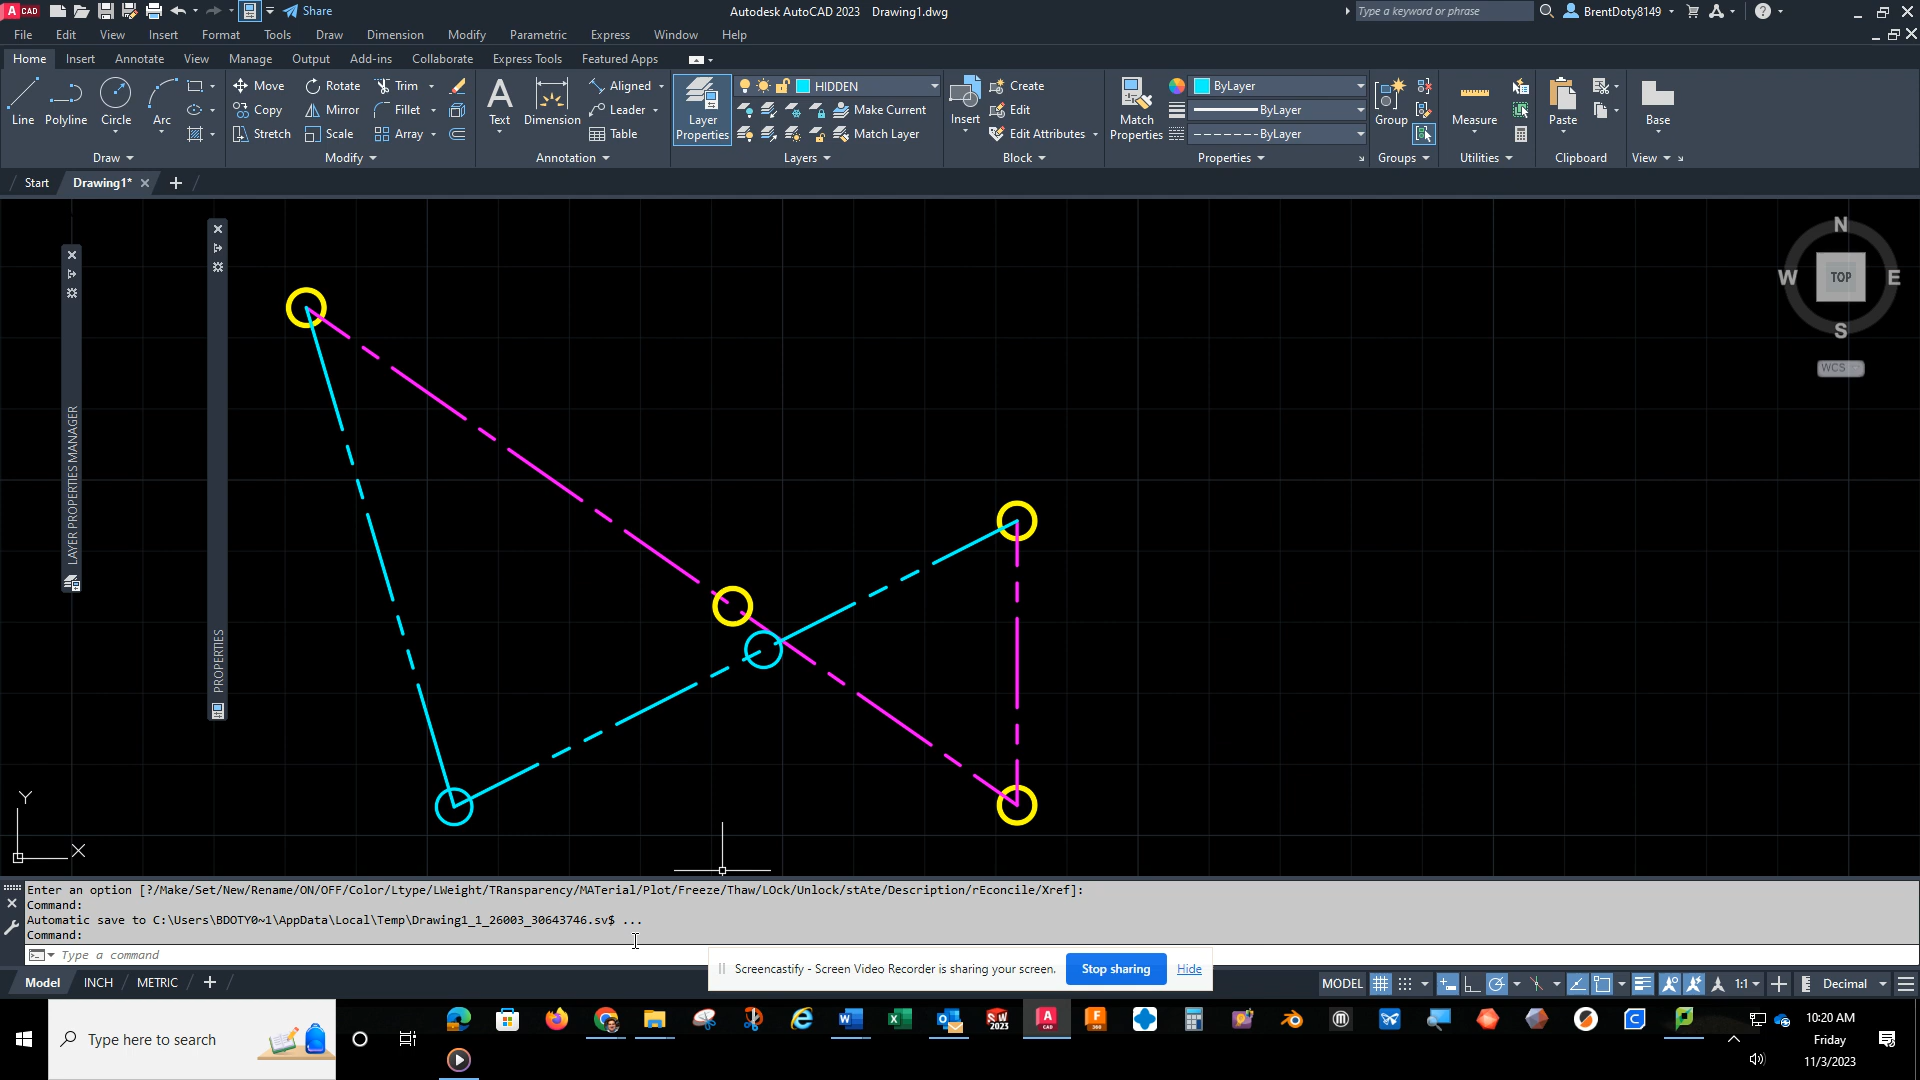 A CAD
Share
Autodesk AutoCAD 2023 Drawing1.dwg
Type a keyword or phrase
BrentDoty8149
File Edit View Insert Format Tools Draw Dimension Modify Parametric Express Window Help
Home Insert Annotate View Manage Output Add-ins Collaborate Express Tools Featured Apps
Line
Polyline
Circle
Arc
Draw
Move
Rotate
Trim
Copy
Mirror
Fillet
Stretch
Scale
Array
Modify
Text
Dimension
Aligned
Leader
Table
Annotation
Layer
Properties
HIDDEN
Make Current
Match Layer
Layers
Insert
Create
Edit
Edit Attributes
Block
Match
Properties
ByLayer
ByLayer
ByLayer
Properties
Group
Groups
Measure
Utilities
Paste
Clipboard
Base
View
Start
Drawing1*
LAYER PROPERTIES MANAGER
PROPERTIES
N
W
TOP
E
S
WCS
Y
X
Enter an option [?/Make/Set/New/Rename/ON/OFF/Color/Ltype/LWeight/TRansparency/MATerial/Plot/Freeze/Thaw/LOck/Unlock/stAte/Description/rEconcile/Xref]:
Command:
Automatic save to C:\Users\BDOTY0~1\AppData\Local\Temp\Drawing1_1_26003_30643746.sv$ ...
Command:
Type a command
Screencastify - Screen Video Recorder is sharing your screen.
Stop sharing
Hide
Model INCH METRIC
MODEL
1:1
Decimal
Type here to search
10:20 AM
Friday
11/3/2023